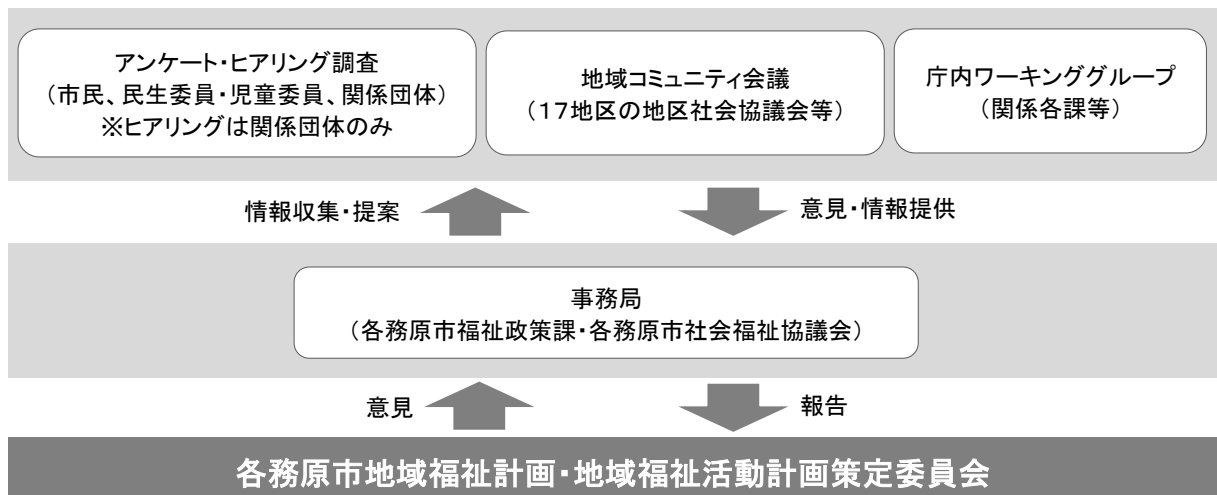 アンケート・ヒアリング調査
（市民、民生委員・児童委員、関係団体）
※ヒアリングは関係団体のみ
地域コミュニティ会議
（17地区の地区社会協議会等）
庁内ワーキンググループ
（関係各課等）
情報収集・提案
意見・情報提供
事務局
（各務原市福祉政策課・各務原市社会福祉協議会）
意見
報告
各務原市地域福祉計画・地域福祉活動計画策定委員会